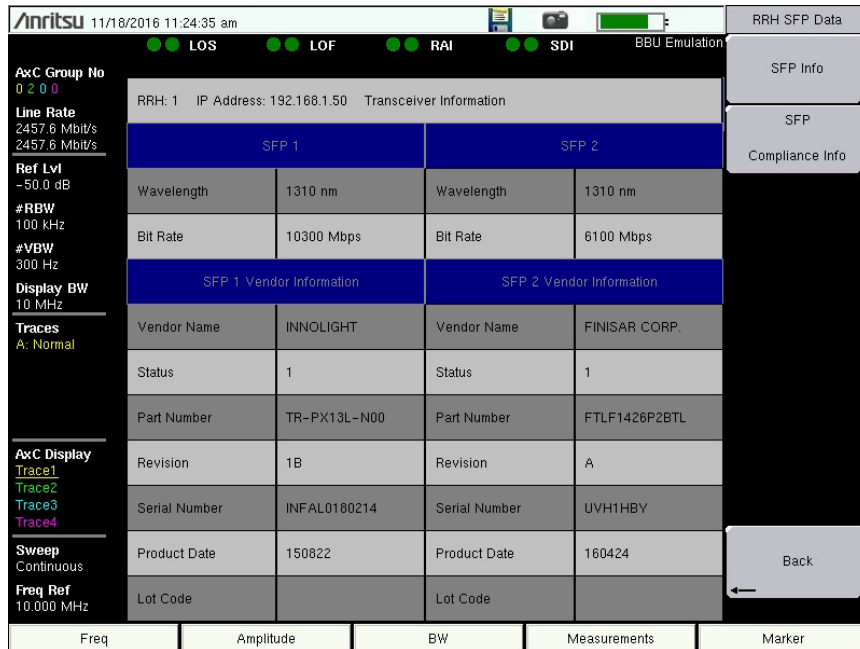 Anritsu 11/18/2016 11:24:35 am
RRH SFP Data
LOS LOF RAI SDI BBU Emulation
AxC Group No
0 2 0 0
Line Rate
2457.6 Mbit/s
2457.6 Mbit/s
Ref Lvl
-50.0 dB
#RBW
100 kHz
#VBW
300 Hz
Display BW
10 MHz
Traces
A: Normal
AxC Display
Trace1
Trace2
Trace3
Trace4
Sweep
Continuous
Freq Ref
10.000 MHz
RRH: 1 IP Address: 192.168.1.50 Transceiver Information
SFP 1 SFP 2
Wavelength 1310 nm Wavelength 1310 nm
Bit Rate 10300 Mbps Bit Rate 6100 Mbps
SFP 1 Vendor Information SFP 2 Vendor Information
Vendor Name INNOLIGHT Vendor Name FINISAR CORP.
Status 1 Status 1
Part Number TR-PX13L-N00 Part Number FTLF1426P2BTL
Revision 1B Revision A
Serial Number INFAL0180214 Serial Number UVH1HBY
Product Date 150822 Product Date 160424
Lot Code Lot Code
SFP Info
SFP
Compliance Info
Back
Freq Amplitude BW Measurements Marker